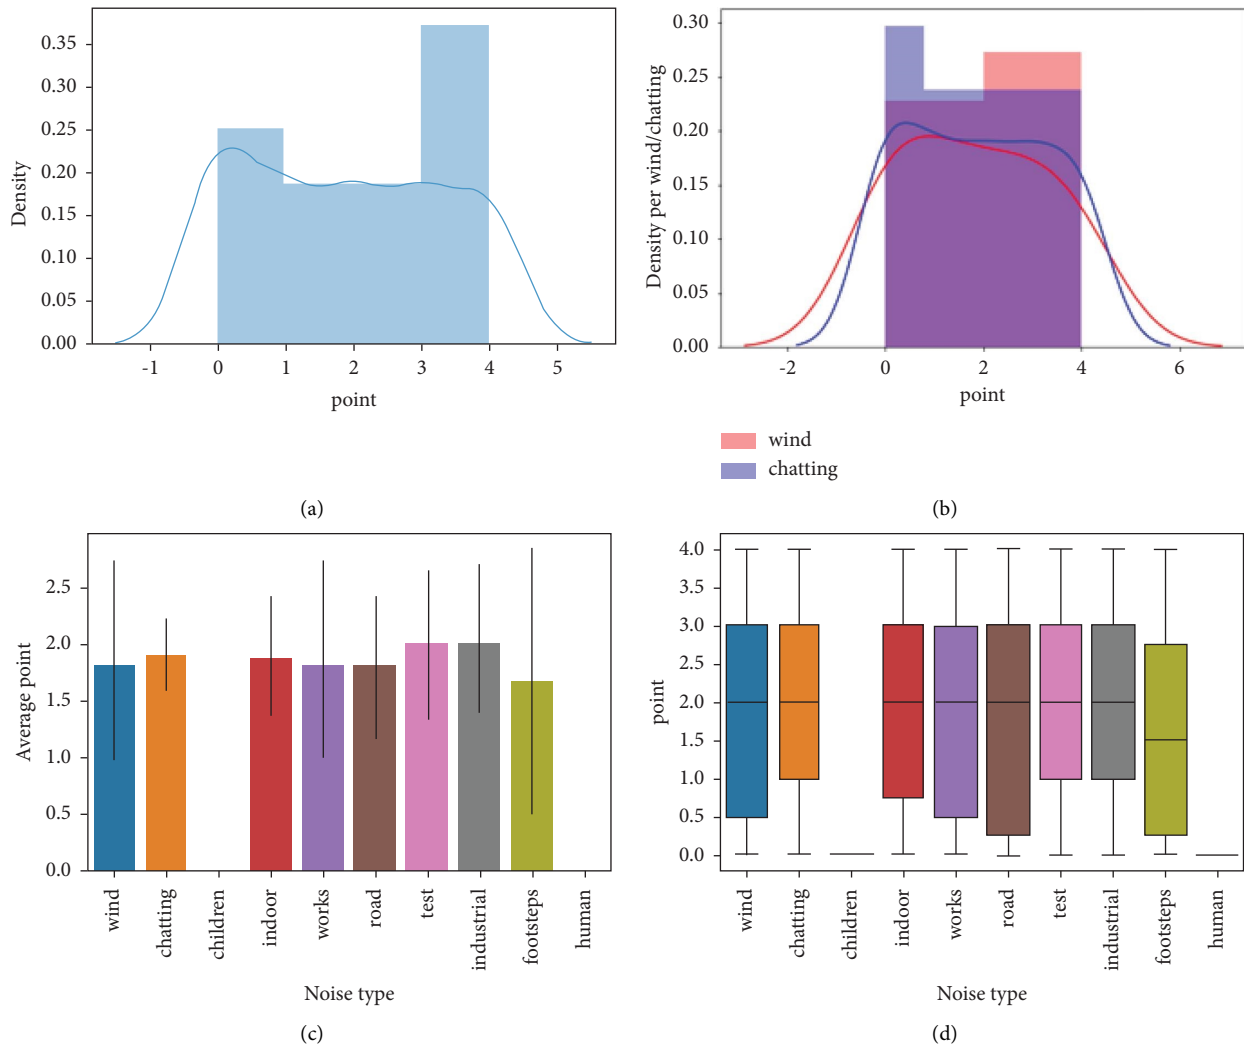 0.35
0.30
0.25
0.20
0.15
0.10
0.05
0.00
Density
-1 0 1 2 3 4 5
point
(a)
0.30
0.25
0.20
0.15
0.10
0.05
0.00
Density per wind/chatting
-2 0 2 4 6
point
wind
chatting
(b)
2.5
2.0
1.5
1.0
0.5
0.0
Average point
wind
chatting
children
indoor
works
road
test
industrial
footsteps
human
Noise type
(c)
4.0
3.0
2.5
2.0
1.5
1.0
0.0
point
wind
chatting
children
indoor
works
road
test
industrial
footsteps
human
Noise type
(d)